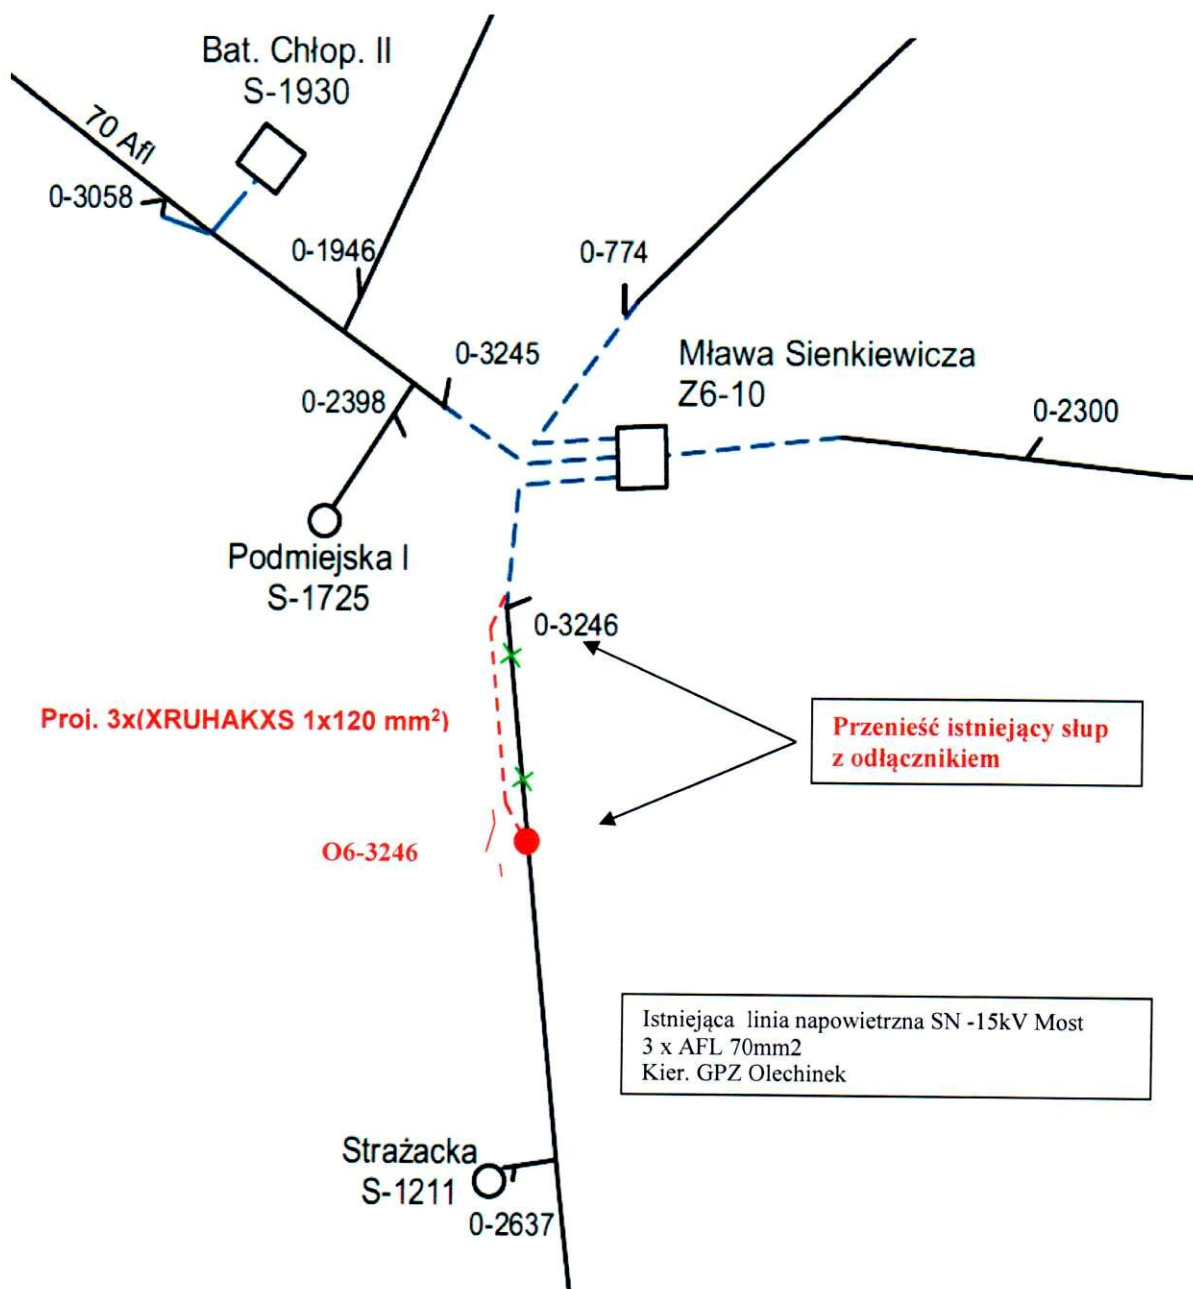 Bat. Chłop. II
S-1930
70 Afl
0-3058
0-1946
0-774
0-3245
Mława Sienkiewicza
Z6-10
0-2398
0-2300
Podmiejska I
S-1725
0-3246
Proj. 3x(XRUHAKXS 1x120 mm²)
Przenieść istniejący słup
z odłącznikiem
O6-3246
Istniejąca linia napowietrzna SN -15kV Most
3 x AFL 70mm2
Kier. GPZ Olechinek
Strażacka
S-1211
0-2637